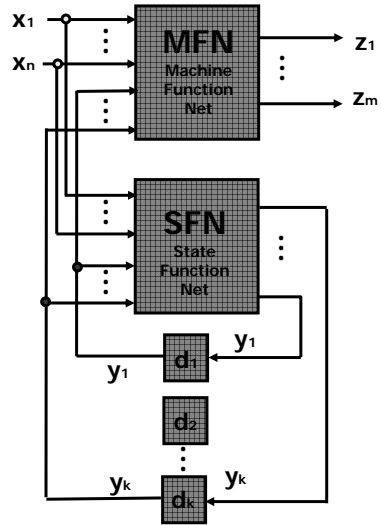 x₁
xₙ
MFN
Machine
Function
Net
z₁
zₘ
SFN
State
Function
Net
y₁
d₁
y₁
d₂
yₖ
dₖ
yₖ